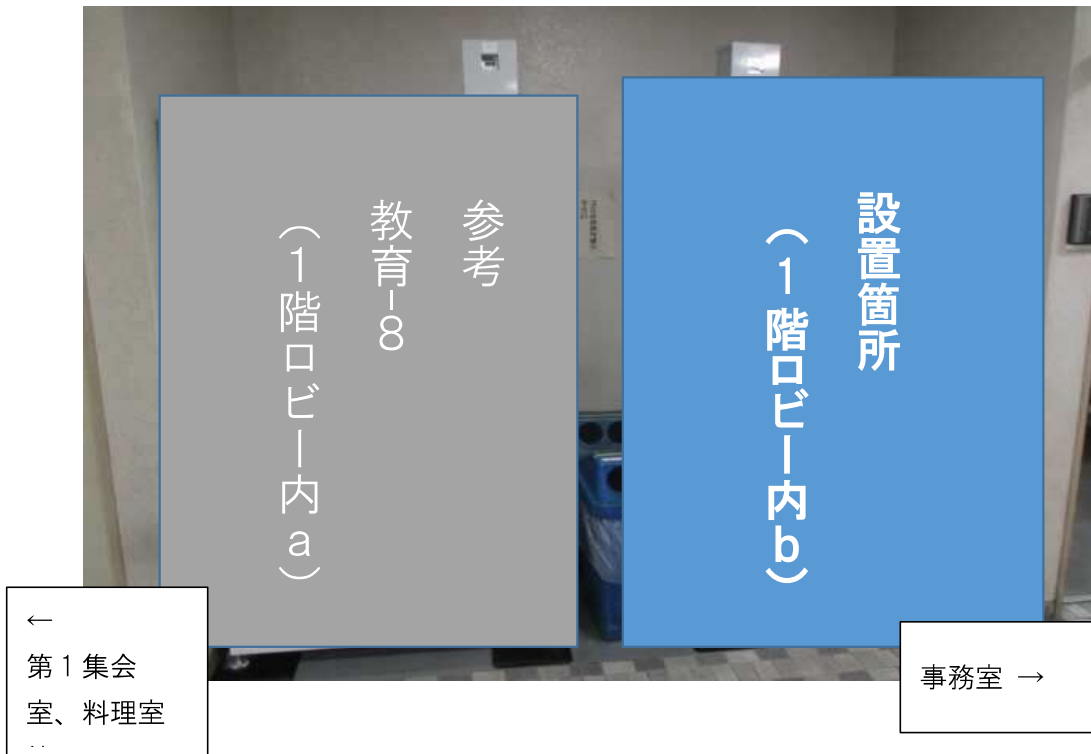 参考
教育-8
（1階ロビー内a）
設置箇所
（1階ロビー内b）
←
第１集会
室、料理室
事務室 →